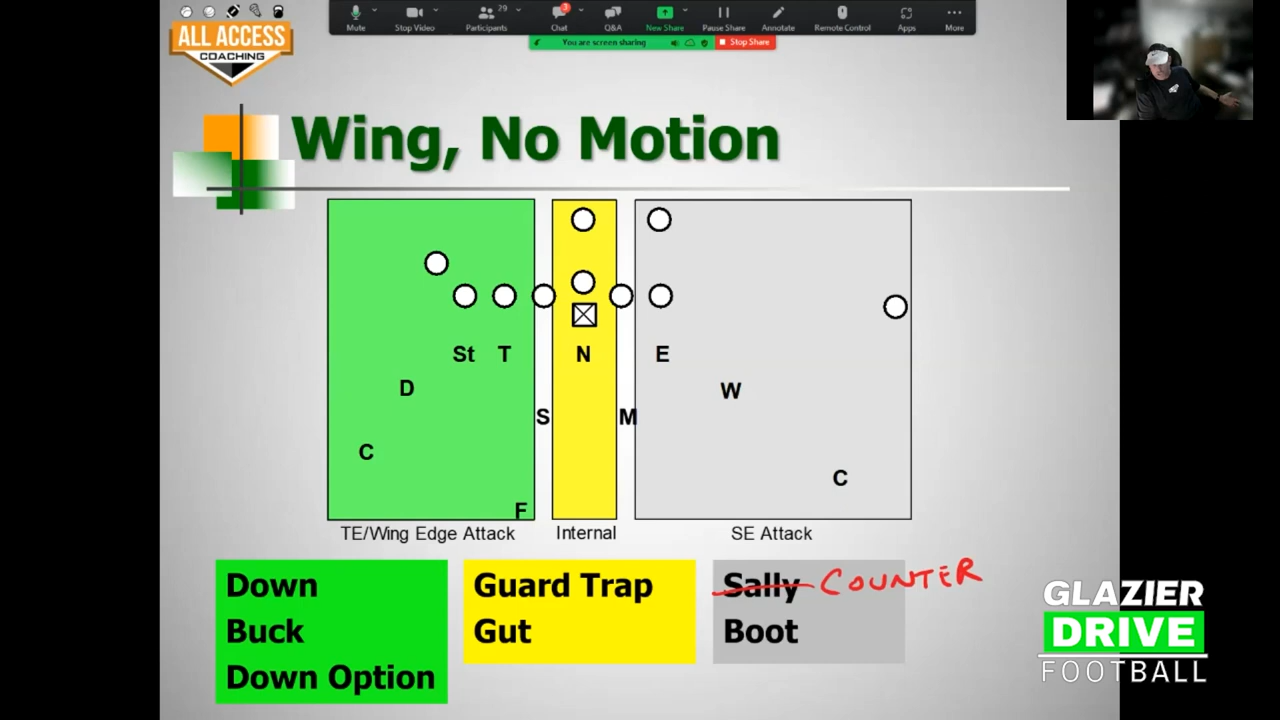 ALL ACCESS
COACHING
Mute
Stop Video
29
Participants
3
Chat
Q&A
New Share
Pause Share
Annotate
Remote Control
Apps
More
You are screen sharing
Stop Share
Wing, No Motion
St T N E
D W
S M
C
C
F
TE/Wing Edge Attack Internal SE Attack
Down
Buck
Down Option
Guard Trap
Gut
Sally COUNTER
Boot
GLAZIER
DRIVE
FOOTBALL